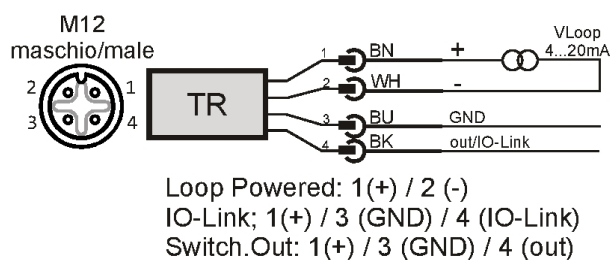 M12
maschio/male
2 1
3 4
TR
1 BN +
2 WH -
3 BU GND
4 BK out/IO-Link
VLoop
4...20mA
Loop Powered: 1(+) / 2 (-)
IO-Link; 1(+) / 3 (GND) / 4 (IO-Link)
Switch.Out: 1(+) / 3 (GND) / 4 (out)